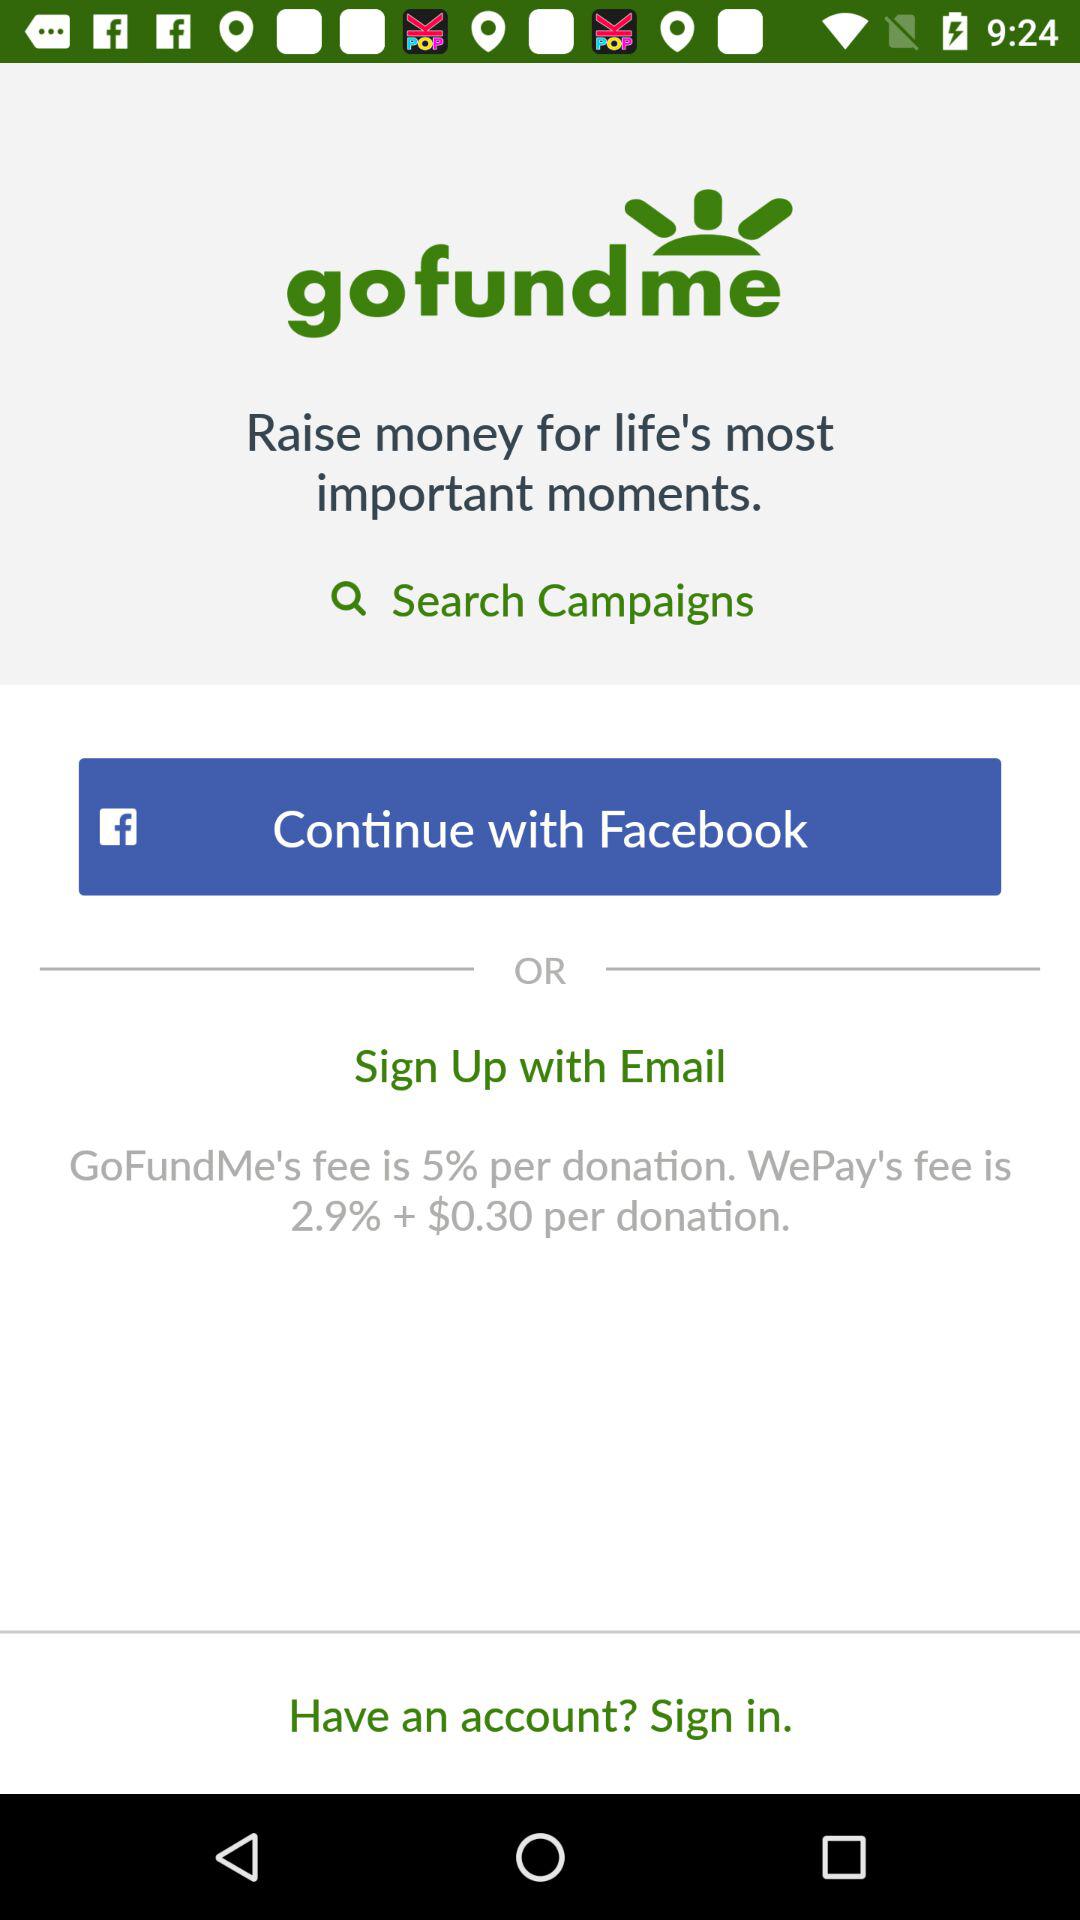 9:24
KPOP KPOP
gofundme
Raise money for life's most
important moments.
Search Campaigns
Continue with Facebook
OR
Sign Up with Email
GoFundMe's fee is 5% per donation. WePay's fee is
2.9% + $0.30 per donation.
Have an account? Sign in.